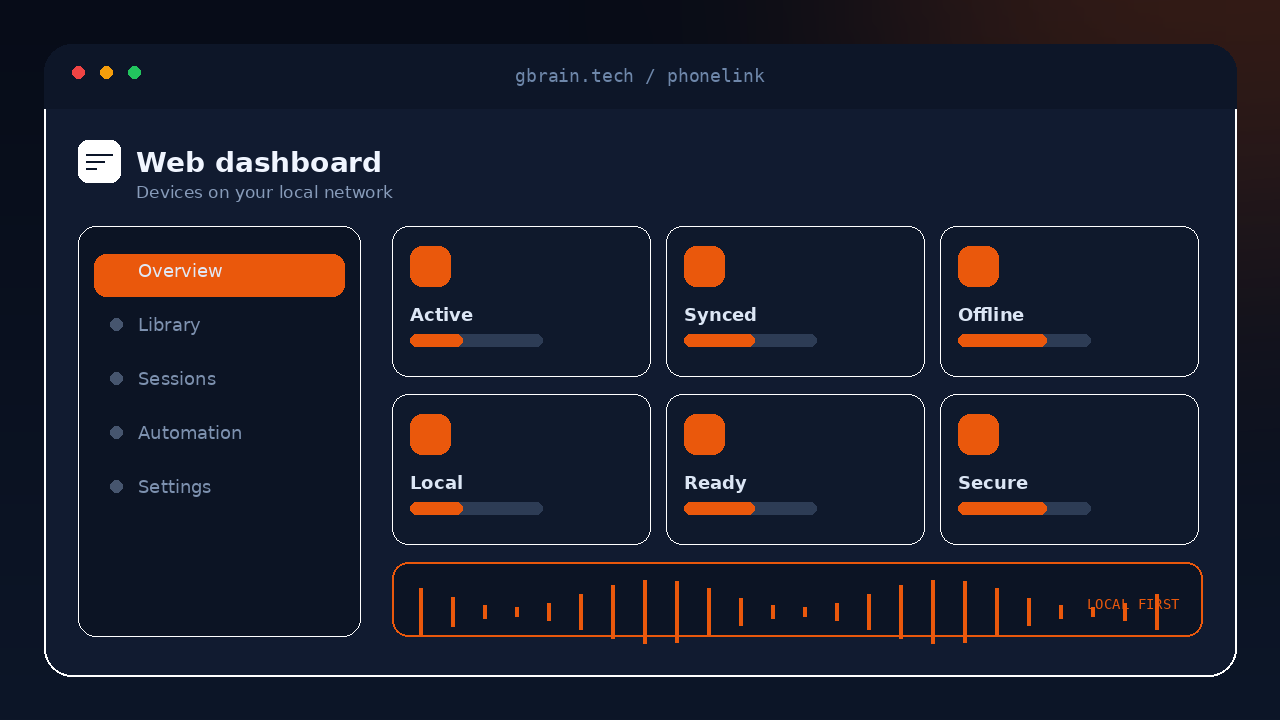 gbrain.tech / phonelink
Web dashboard
Devices on your local network
Overview
Library
Sessions
Automation
Settings
Active
Synced
Offline
Local
Ready
Secure
LOCAL FIRST